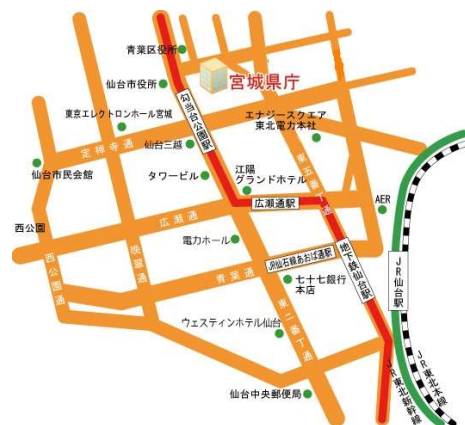 青葉区役所
宮城県庁
仙台市役所
東京エレクトロンホール宮城
勾当台公園駅
エナジースクエア
東北電力本社
定禅寺通
仙台三越
仙台市民会館
タワービル
江陽
グランドホテル
東五番丁通
AER
広瀬通
広瀬通駅
西公園
西公園通
晩翠通
電力ホール
JR仙石線あおば通駅
地下鉄仙台駅
JR仙台駅
青葉通
七十七銀行
本店
東二番丁通
ウェスティンホテル仙台
仙台中央郵便局
JR東北本線
JR東北新幹線